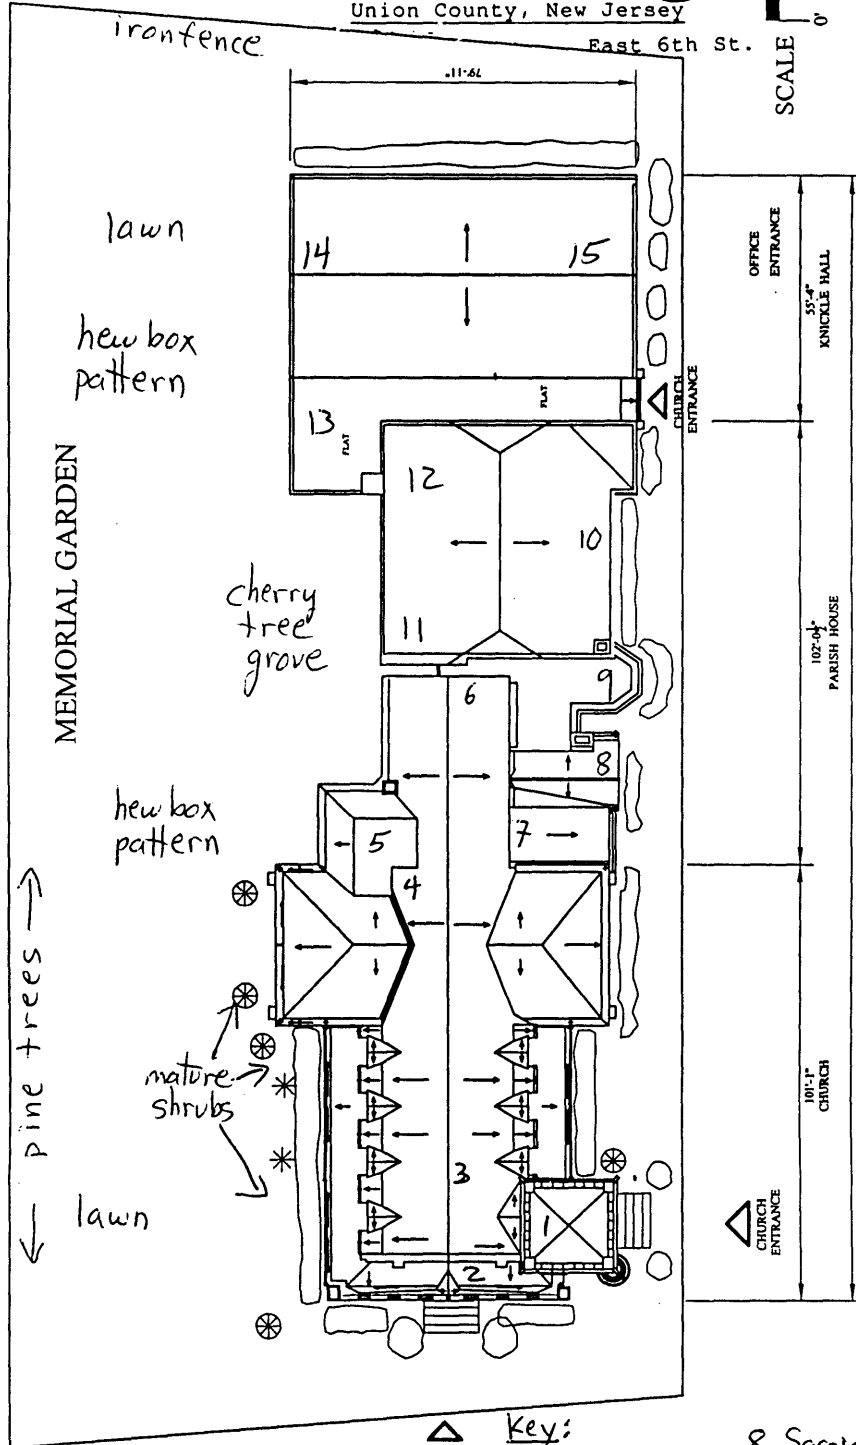 Union County, New Jersey
iron fence
East 6th St.
SCALE
0'
79'-11"
lawn
14
15
OFFICE
ENTRANCE
55'-4"
KNICKLE HALL
hew box
pattern
FLAT
CHURCH
ENTRANCE
13
FLAT
12
10
MEMORIAL GARDEN
cherry
tree
grove
11
102'-0½"
PARISH HOUSE
6
9
8
hew box
pattern
5
7
4
← pine trees →
mature
shrubs
101'-1"
CHURCH
3
lawn
1
CHURCH
ENTRANCE
2
Key: